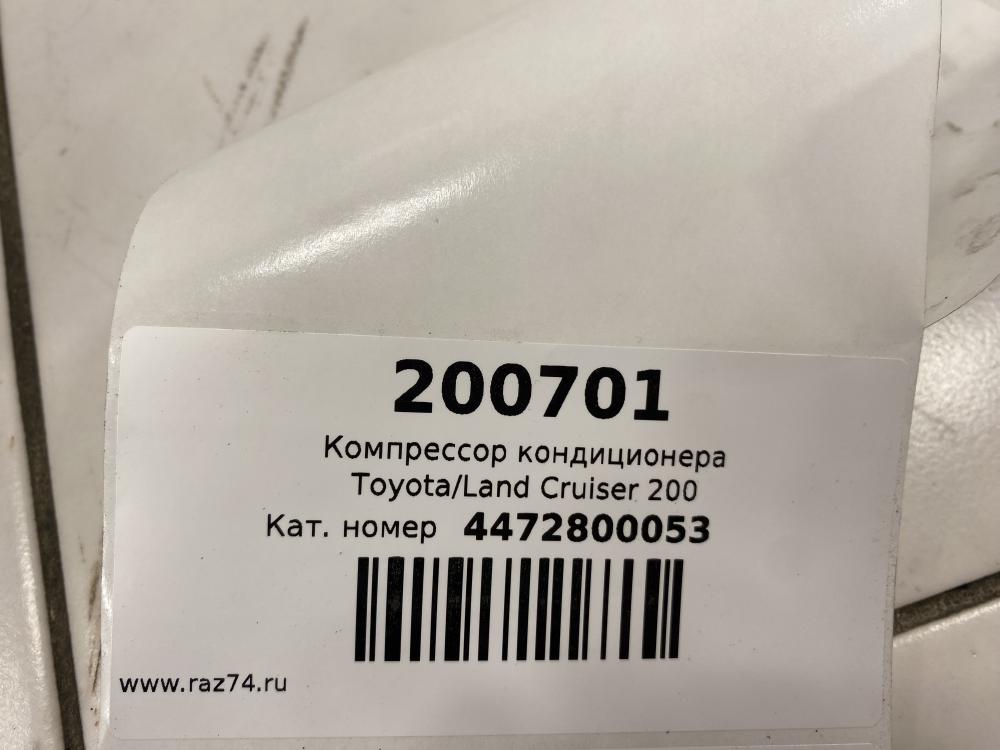 200701
Компрессор кондиционера
Toyota/Land Cruiser 200
Кат. номер 4472800053
www.raz74.ru